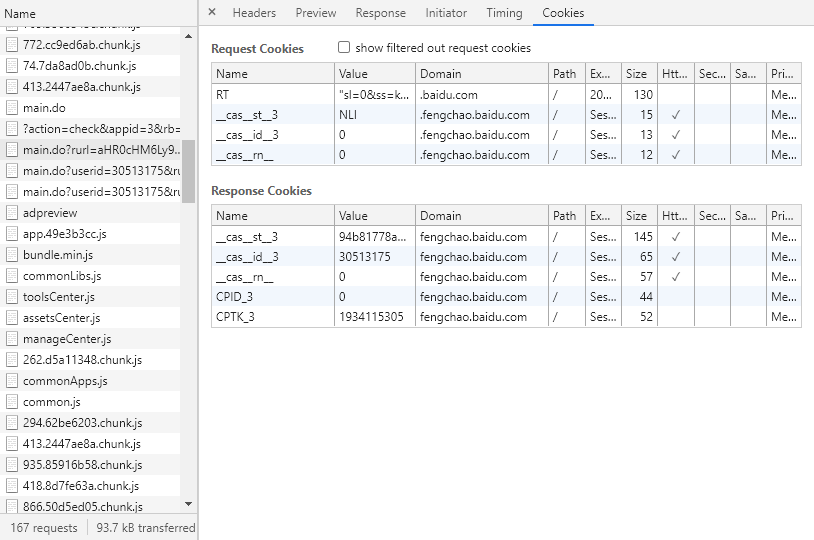 Name
772.cc9ed6ab.chunk.js
74.7da8ad0b.chunk.js
413.2447ae8a.chunk.js
main.do
?action=check&appid=3&rb=
main.do?rurl=aHR0cHM6Ly9...
main.do?userid=30513175&ru
main.do?userid=30513175&ru
adpreview
app.49e3b3cc.js
bundle.min.js
commonLibs.js
toolsCenter.js
assetsCenter.js
manageCenter.js
262.d5a11348.chunk.js
commonApps.js
common.js
294.62be6203.chunk.js
413.2447ae8a.chunk.js
935.85916b58.chunk.js
418.8d7fe63a.chunk.js
866.50d5ed05.chunk.js
167 requests 93.7 kB transferred
× Headers Preview Response Initiator Timing Cookies
Request Cookies show filtered out request cookies
Name Value Domain Path Ex... Size Htt... Sec... Sa... Pri...
RT "sl=0&ss=k... .baidu.com / 20... 130 Me...
__cas__st__3 NLI .fengchao.baidu.com / Ses... 15 ✓ Me...
__cas__id__3 0 .fengchao.baidu.com / Ses... 13 ✓ Me...
__cas__rn__ 0 .fengchao.baidu.com / Ses... 12 ✓ Me...
Response Cookies
Name Value Domain Path Ex... Size Htt... Sec... Sa... Pri...
__cas__st__3 94b81778a... fengchao.baidu.com / Ses... 145 ✓ Me...
__cas__id__3 30513175 fengchao.baidu.com / Ses... 65 ✓ Me...
__cas__rn__ 0 fengchao.baidu.com / Ses... 57 ✓ Me...
CPID_3 0 fengchao.baidu.com / Ses... 44 Me...
CPTK_3 1934115305 fengchao.baidu.com / Ses... 52 Me...